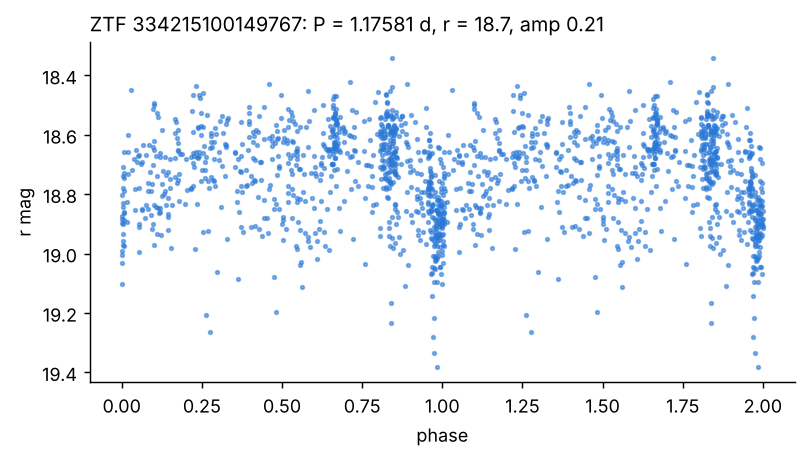 ZTF 334215100149767: P = 1.17581 d, r = 18.7, amp 0.21
18.4
18.6
18.8
19.0
19.2
19.4
r mag
0.00 0.25 0.50 0.75 1.00 1.25 1.50 1.75 2.00
phase